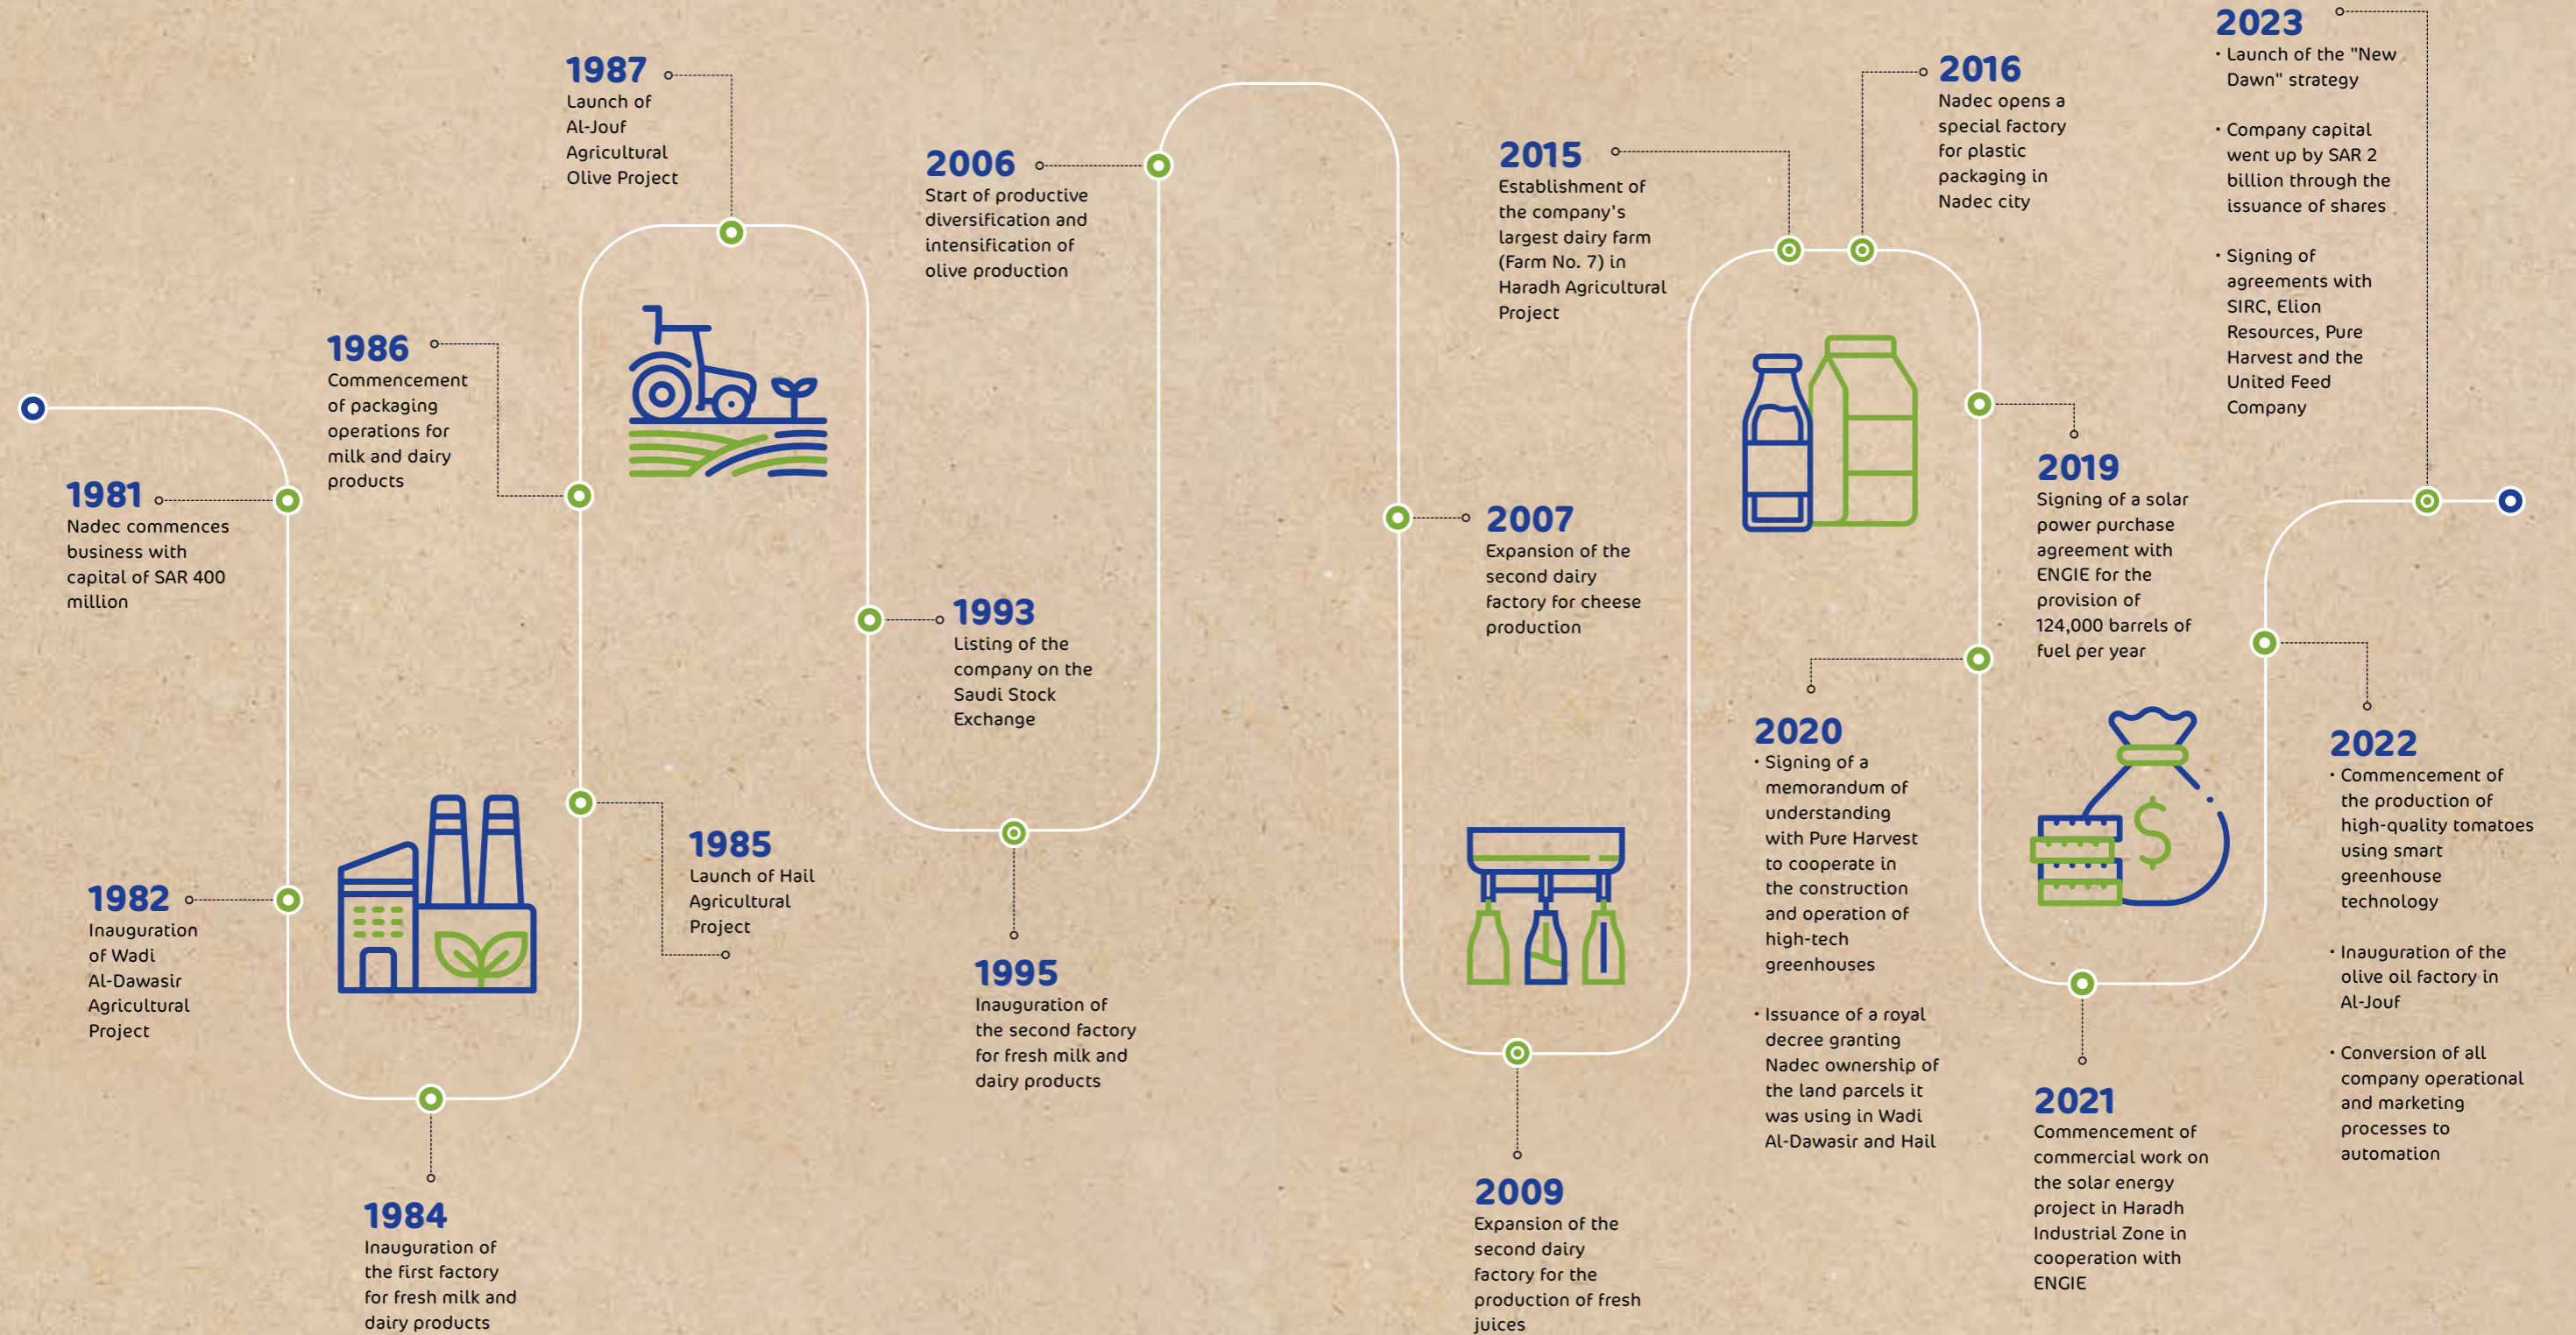 1981
Nadec commences
business with
capital of SAR 400
million
1982
Inauguration
of Wadi
Al-Dawasir
Agricultural
Project
1984
Inauguration of
the first factory
for fresh milk and
dairy products
1985
Launch of Hail
Agricultural
Project
1986
Commencement
of packaging
operations for
milk and dairy
products
1987
Launch of
Al-Jouf
Agricultural
Olive Project
1993
Listing of the
company on the
Saudi Stock
Exchange
1995
Inauguration of
the second factory
for fresh milk and
dairy products
2006
Start of productive
diversification and
intensification of
olive production
2007
Expansion of the
second dairy
factory for cheese
production
2009
Expansion of the
second dairy
factory for the
production of fresh
juices
2015
Establishment of
the company's
largest dairy farm
(Farm No. 7) in
Haradh Agricultural
Project
2016
Nadec opens a
special factory
for plastic
packaging in
Nadec city
2019
Signing of a solar
power purchase
agreement with
ENGIE for the
provision of
124,000 barrels of
fuel per year
2020
• Signing of a
memorandum of
understanding
with Pure Harvest
to cooperate in
the construction
and operation of
high-tech
greenhouses
• Issuance of a royal
decree granting
Nadec ownership of
the land parcels it
was using in Wadi
Al-Dawasir and Hail
$
2021
Commencement of
commercial work on
the solar energy
project in Haradh
Industrial Zone in
cooperation with
ENGIE
2022
• Commencement of
the production of
high-quality tomatoes
using smart
greenhouse
technology
• Inauguration of the
olive oil factory in
Al-Jouf
• Conversion of all
company operational
and marketing
processes to
automation
2023
• Launch of the "New
Dawn" strategy
• Company capital
went up by SAR 2
billion through the
issuance of shares
• Signing of
agreements with
SIRC, Elion
Resources, Pure
Harvest and the
United Feed
Company